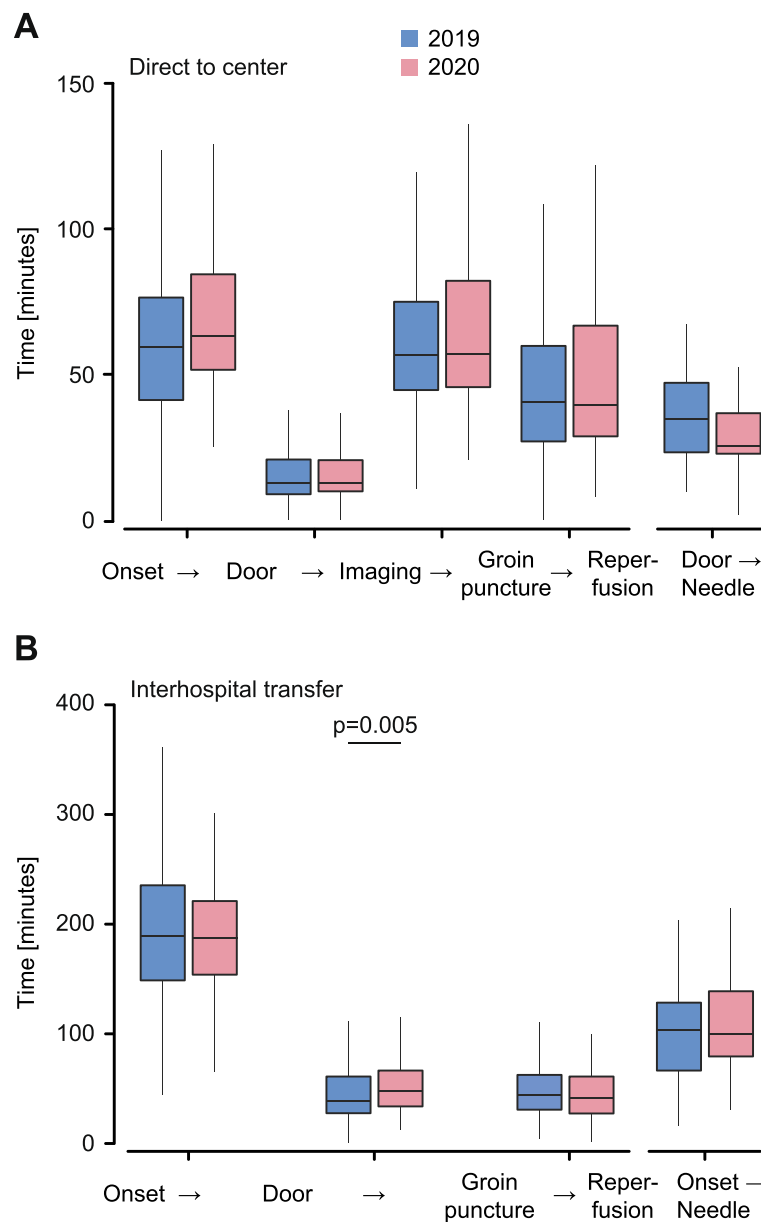 A
2019
2020
Direct to center
150
100
50
0
Time [minutes]
Onset → Door → Imaging → Groin puncture → Reper-fusion
Door →
Needle
B
Interhospital transfer
p=0.005
400
300
200
100
0
Time [minutes]
Onset → Door → Groin puncture → Reper-fusion
Onset –
Needle